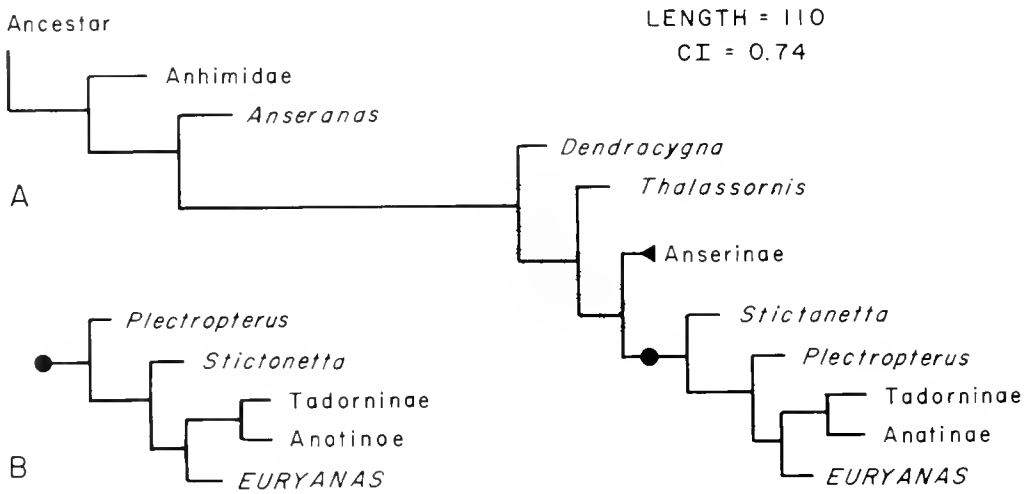 Ancestar
LENGTH = 110
CI = 0.74
Anhimidae
Anseranas
A
Dendracygna
Thalassornis
Anserinae
Stictanetta
Plectropterus
Tadorninae
Anatinae
EURYANAS
B
Plectropterus
Stictonetta
Tadorninae
Anotinoe
EURYANAS